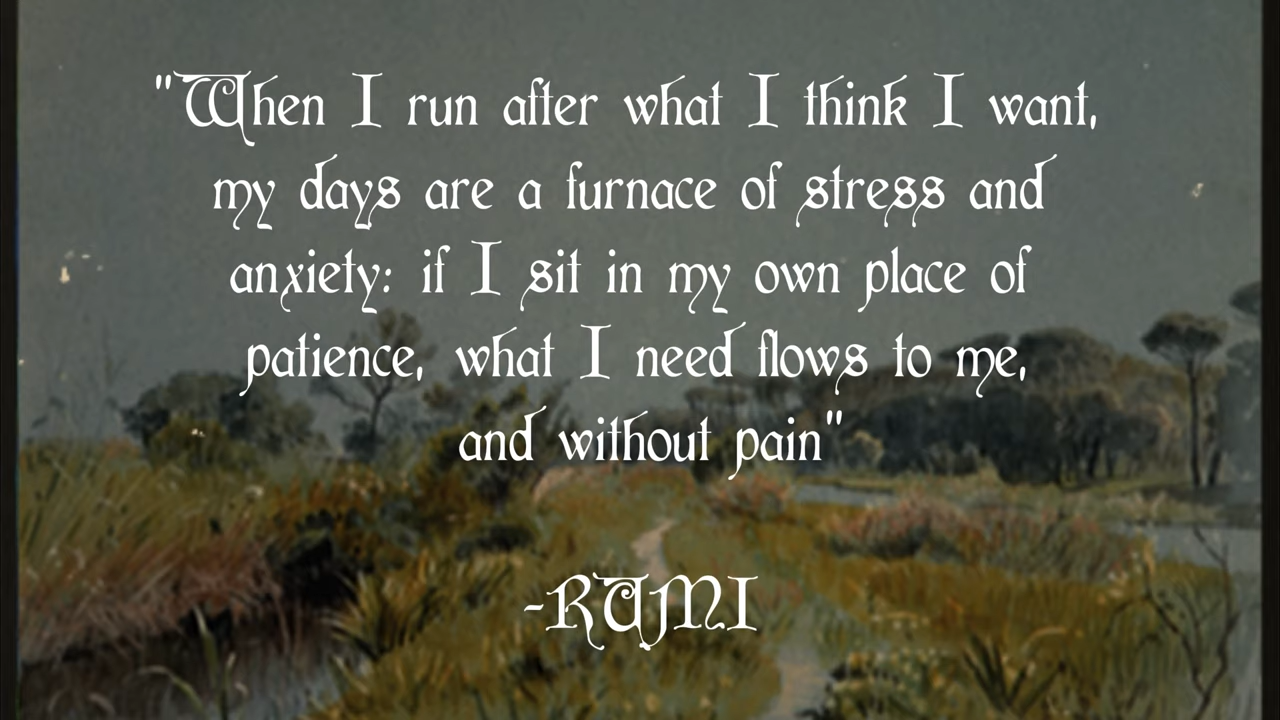 "When I run after what I think I want,
my days are a furnace of stress and
anxiety: if I sit in my own place of
patience, what I need flows to me,
and without pain"
-RUMI